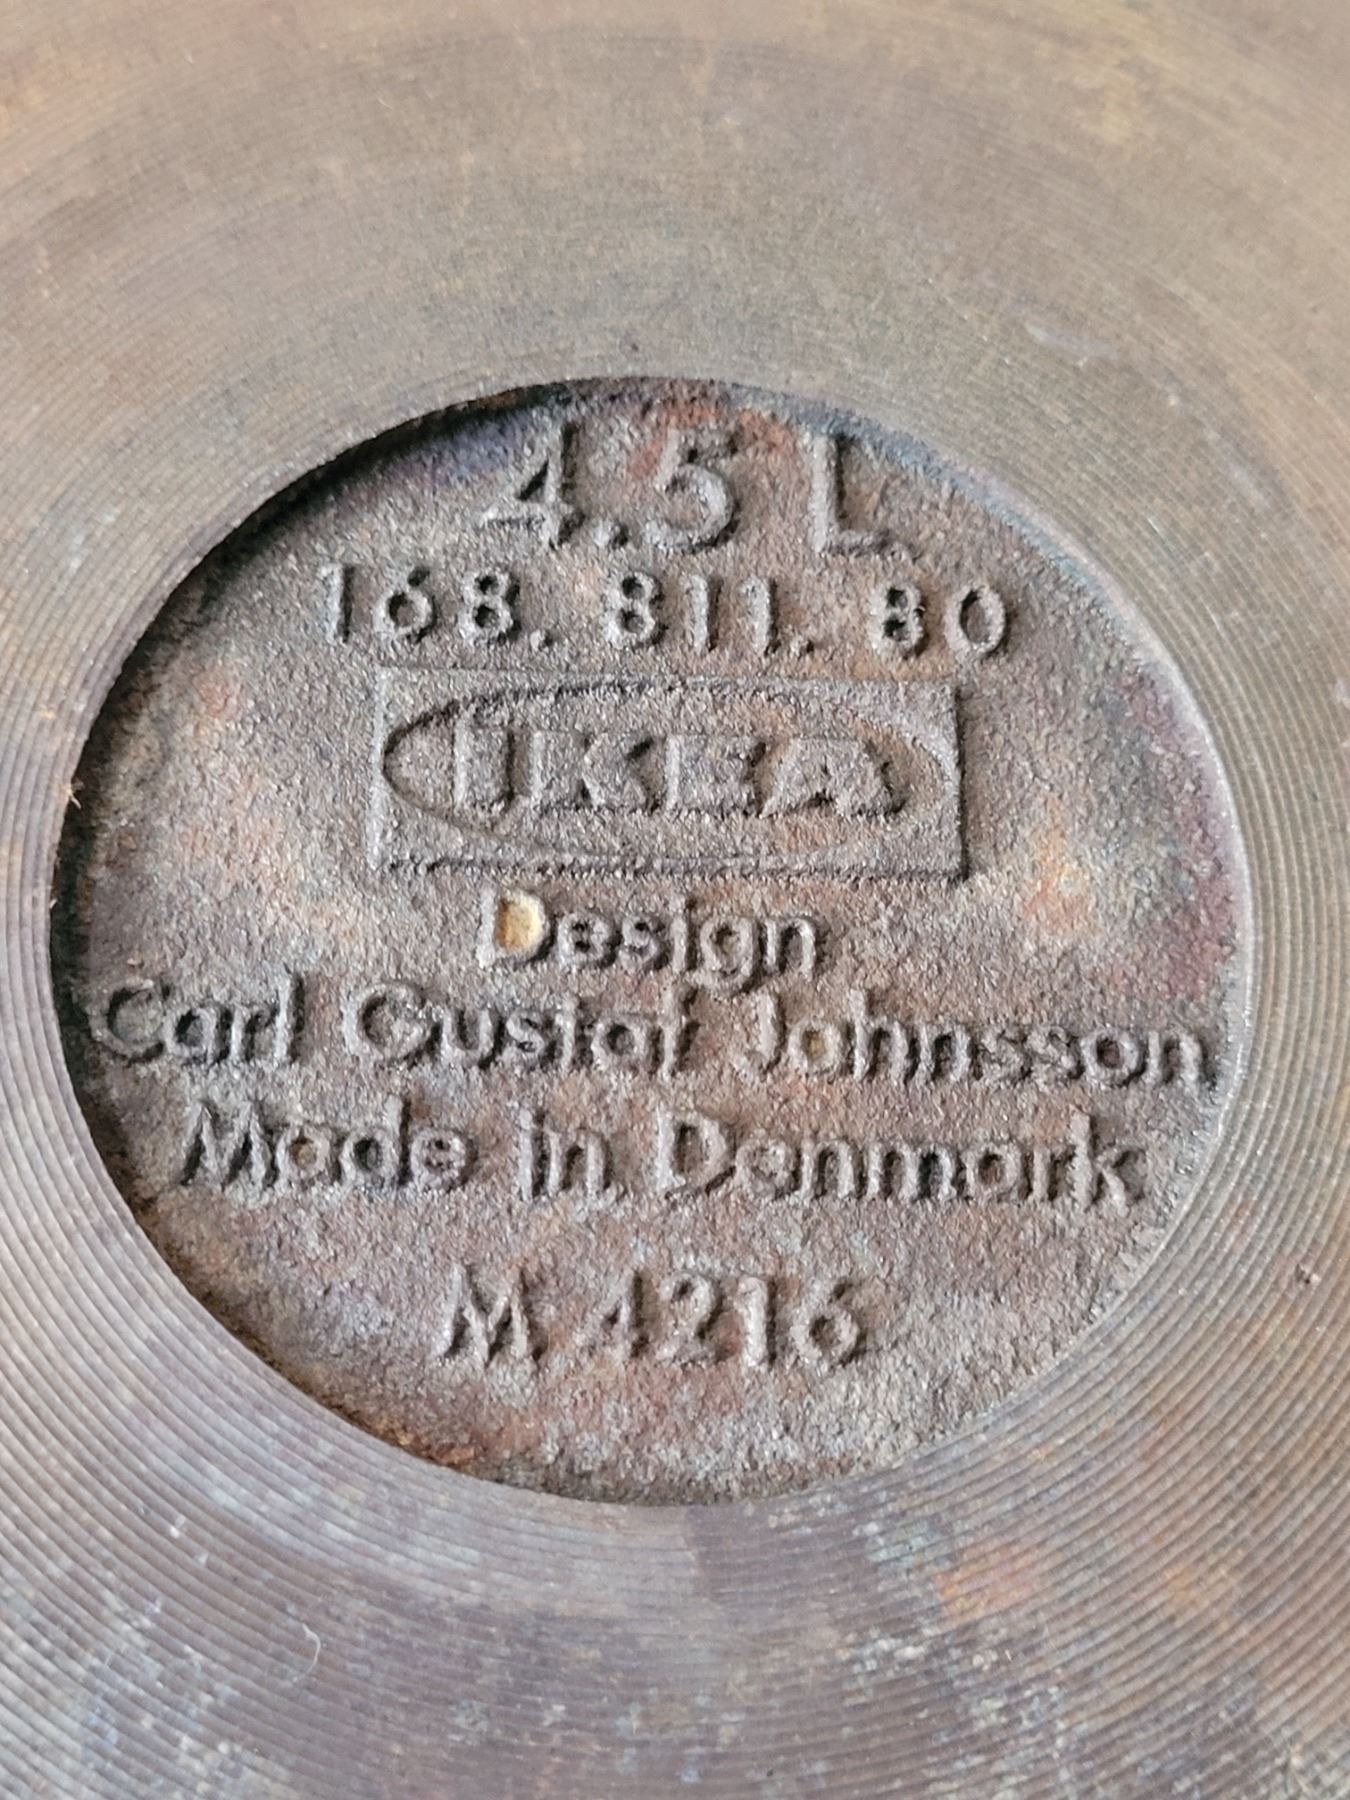 4.5 L
168.811.80
IKEA
Design
Carl Gustaf Johnsson
Made in Denmark
M 4216